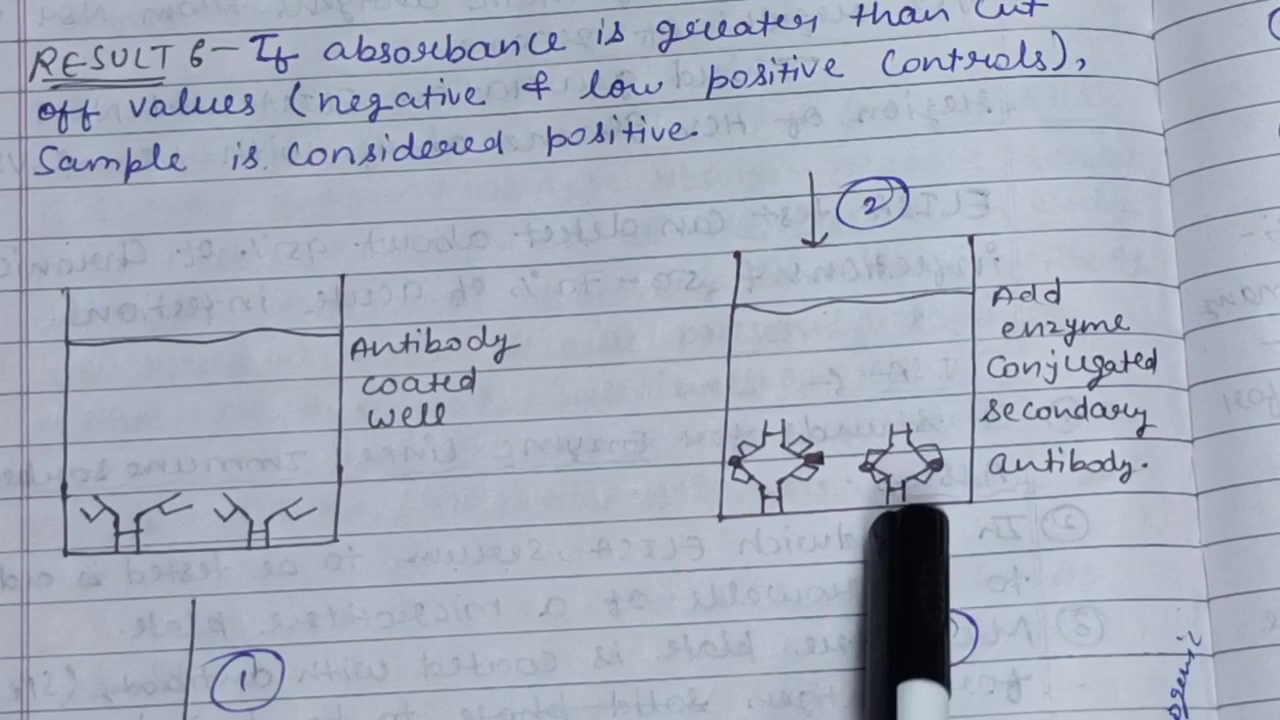 RESULT :- If absorbance is greater than cut
off values (negative & low positive controls),
Sample is considered positive.
2
Antibody
coated
well
Add
enzyme
Conjugated
secondary
antibody.
1